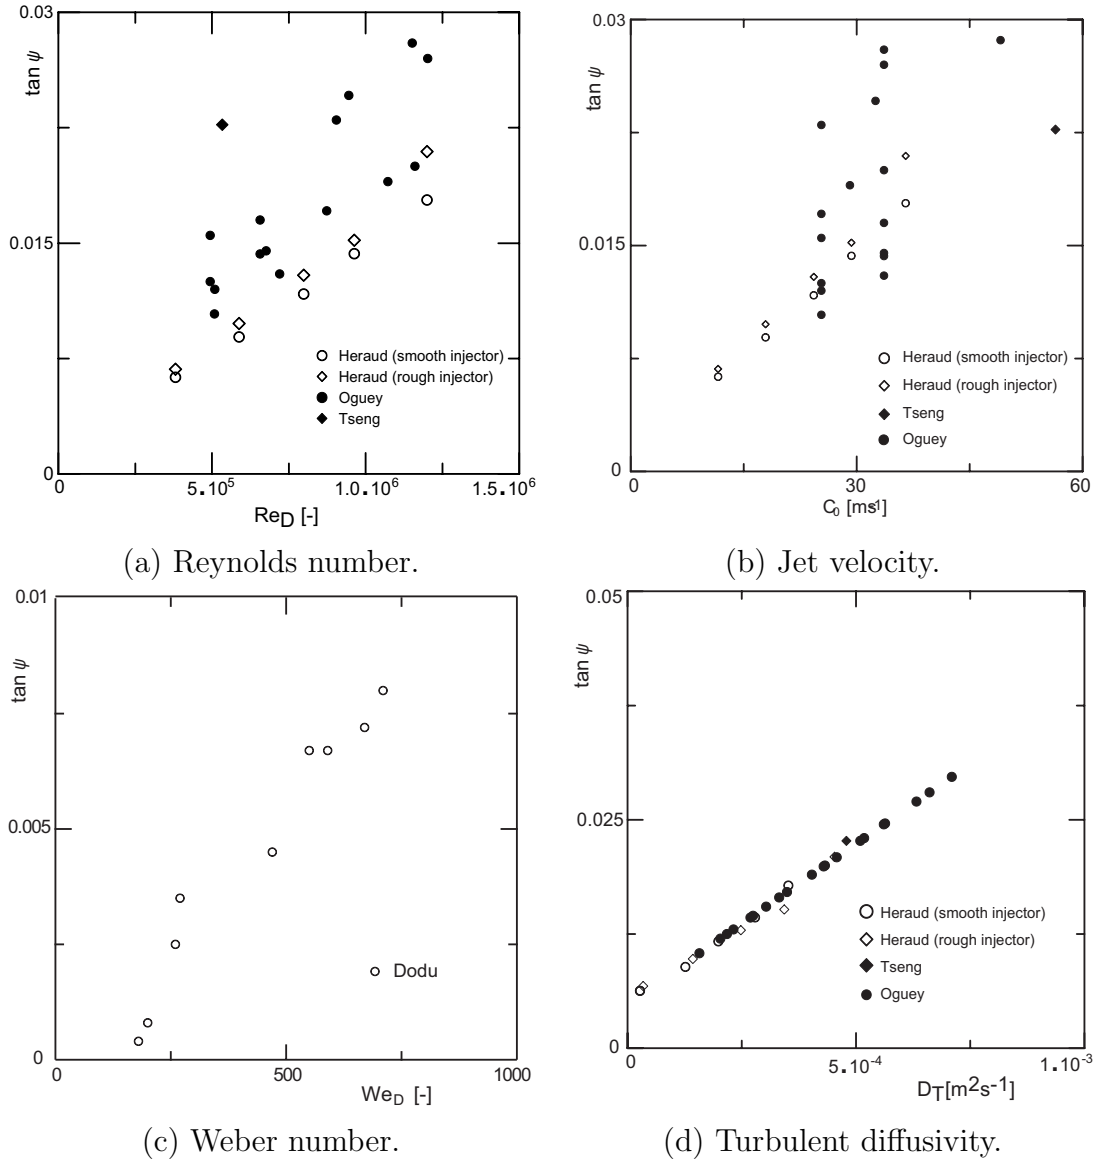 0.03
tan ψ
0.015
0
Heraud (smooth injector)
Heraud (rough injector)
Oguey
Tseng
0
5.10⁵
1.0.10⁶
1.5.10⁶
Re_D [-]
(a) Reynolds number.
0.03
tan ψ
0.015
0
Heraud (smooth injector)
Heraud (rough injector)
Tseng
Oguey
30
60
C₀ [ms⁻¹]
(b) Jet velocity.
0.01
tan ψ
0.005
0
Dodu
0
500
1000
We_D [-]
(c) Weber number.
0.05
tan ψ
0.025
0
Heraud (smooth injector)
Heraud (rough injector)
Tseng
Oguey
0
5.10⁻⁴
1.10⁻³
D_T[m²s⁻¹]
(d) Turbulent diffusivity.